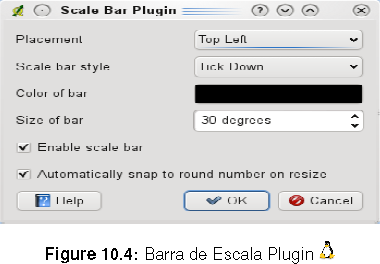 Scale Bar Plugin
Placement
Top Left
Scale bar style
Tick Down
Color of bar
Size of bar
30 degrees
Enable scale bar
Automatically snap to round number on resize
Help
OK
Cancel
Figure 10.4: Barra de Escala Plugin